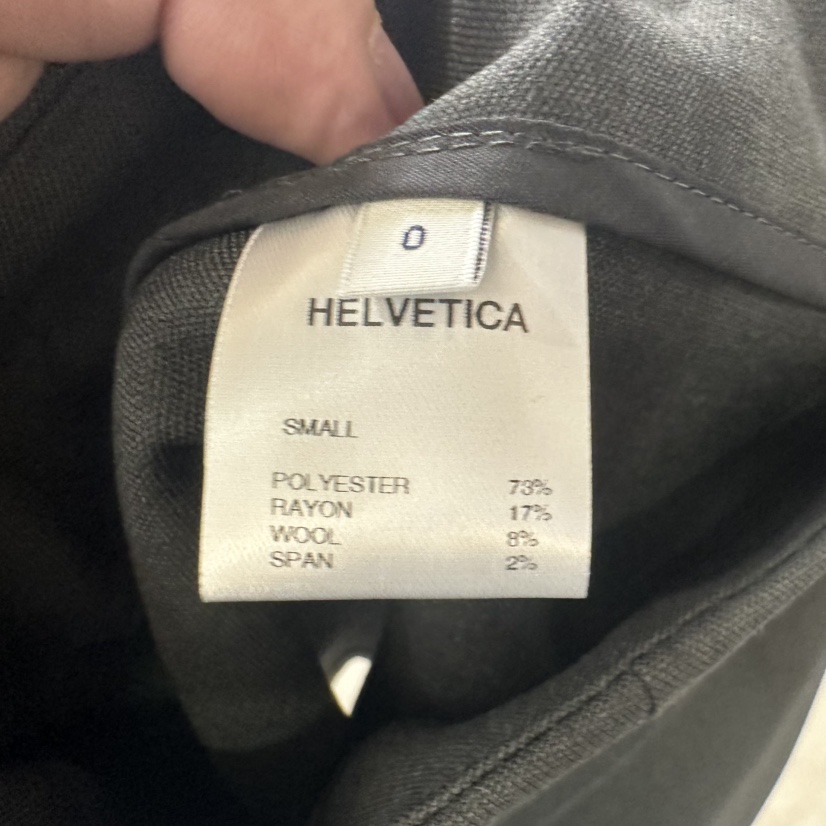 0
HELVETICA
SMALL
POLYESTER 73%
RAYON 17%
WOOL 8%
SPAN 2%